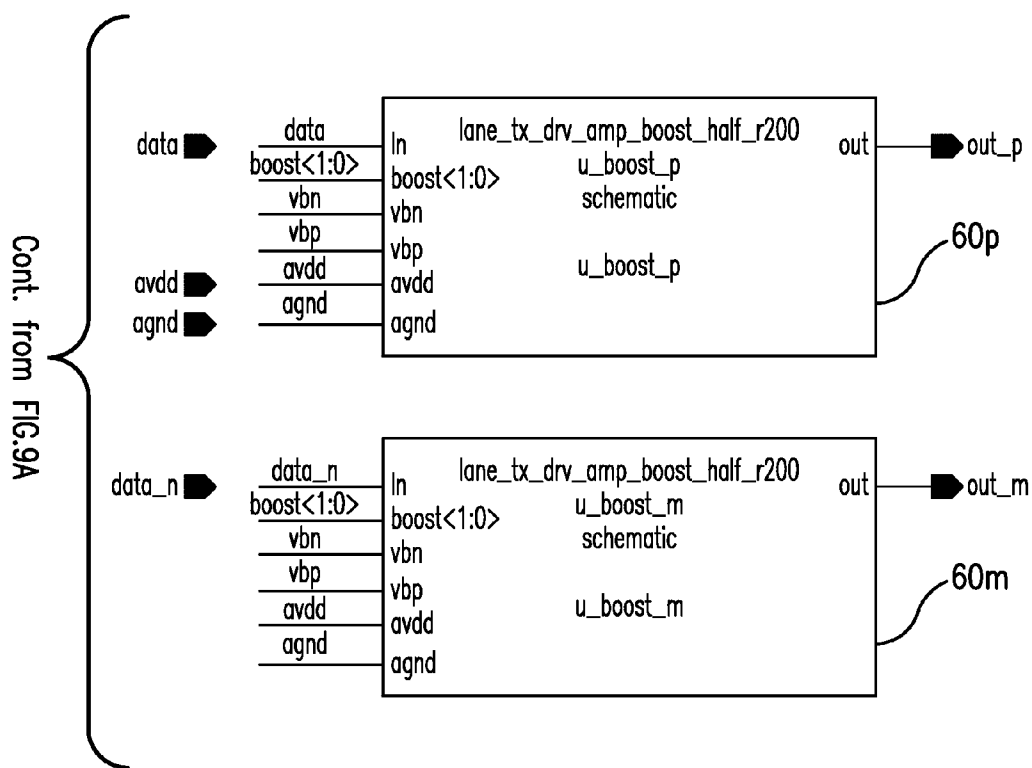 Cont. from FIG.9A
data
data
In
lane_tx_drv_amp_boost_half_r200
out
out_p
boost<1:0>
boost<1:0>
u_boost_p
vbn
vbn
schematic
vbp
vbp
u_boost_p
60p
avdd
avdd
avdd
agnd
agnd
agnd
data_n
data_n
In
lane_tx_drv_amp_boost_half_r200
out
out_m
boost<1:0>
boost<1:0>
u_boost_m
vbn
vbn
schematic
vbp
vbp
u_boost_m
60m
avdd
avdd
agnd
agnd